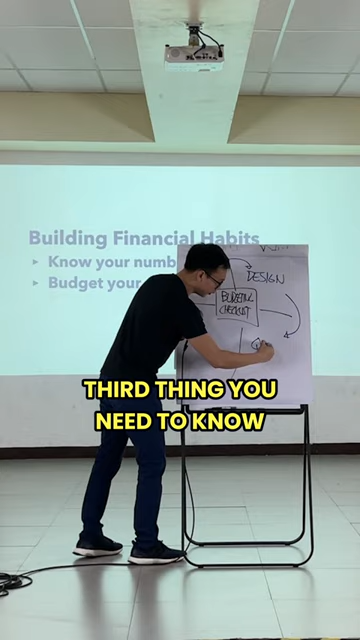 Building Financial Habits
Know your numb
Budget your
DESIGN
BUDGETING
CHECKLIST
THIRD THING YOU
NEED TO KNOW